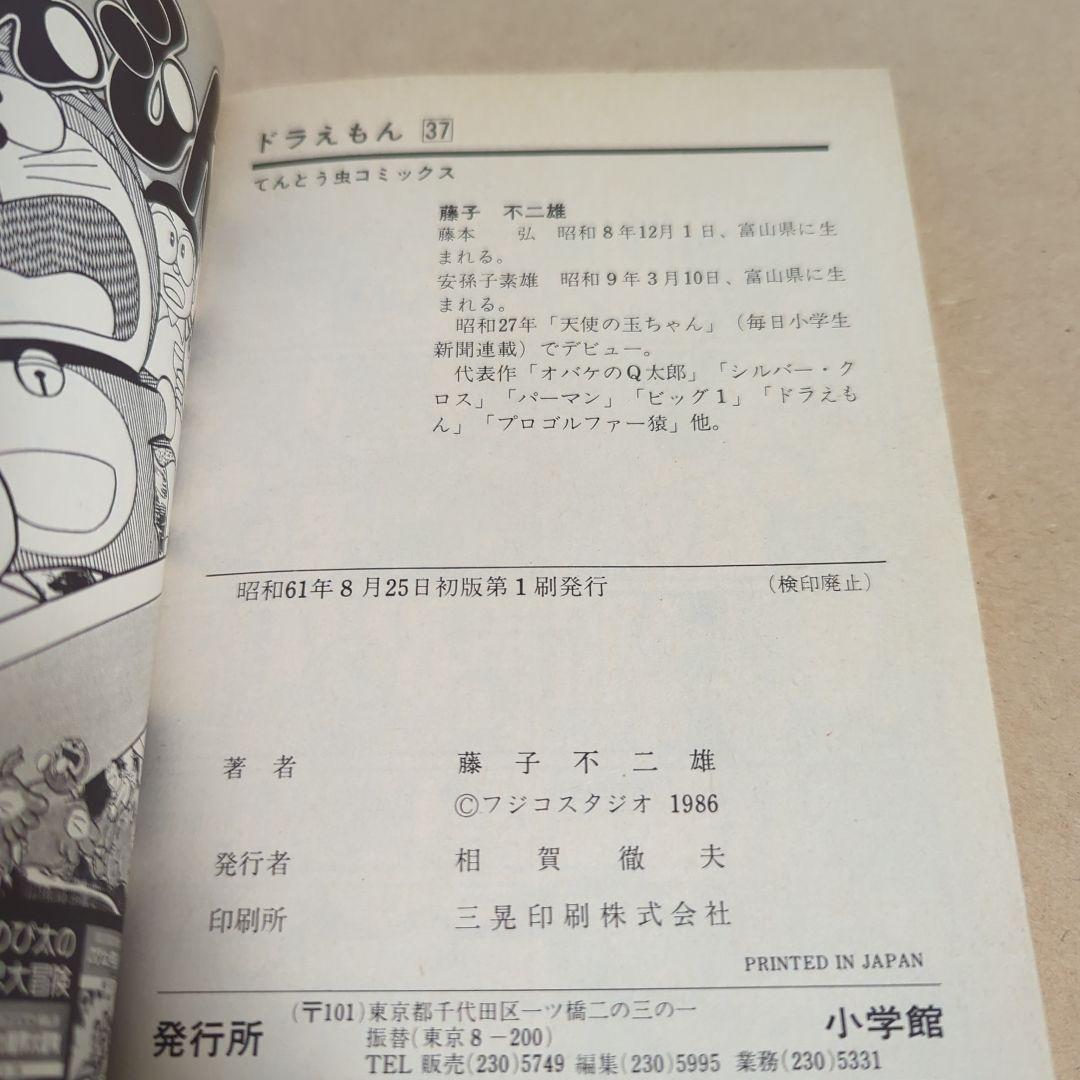 ドラえもん 37
てんとう虫コミックス
藤子 不二雄
藤本 弘 昭和8年12月1日、富山県に生
まれる。
安孫子素雄 昭和9年3月10日、富山県に生
まれる。
昭和27年「天使の玉ちゃん」(毎日小学生
新聞連載)でデビュー。
代表作「オバケのQ太郎」「シルバー・ク
ロス」「パーマン」「ビッグ1」「ドラえも
ん」「プロゴルファー猿」他。
昭和61年8月25日初版第1刷発行 (検印廃止)
著者 藤子不二雄
©フジコスタジオ 1986
発行者 相賀徹夫
印刷所 三晃印刷株式会社
PRINTED IN JAPAN
発行所 (〒101)東京都千代田区一ツ橋二の三の一 小学館
振替(東京8-200)
TEL 販売(230)5749 編集(230)5995 業務(230)5331
のび太の
大冒険